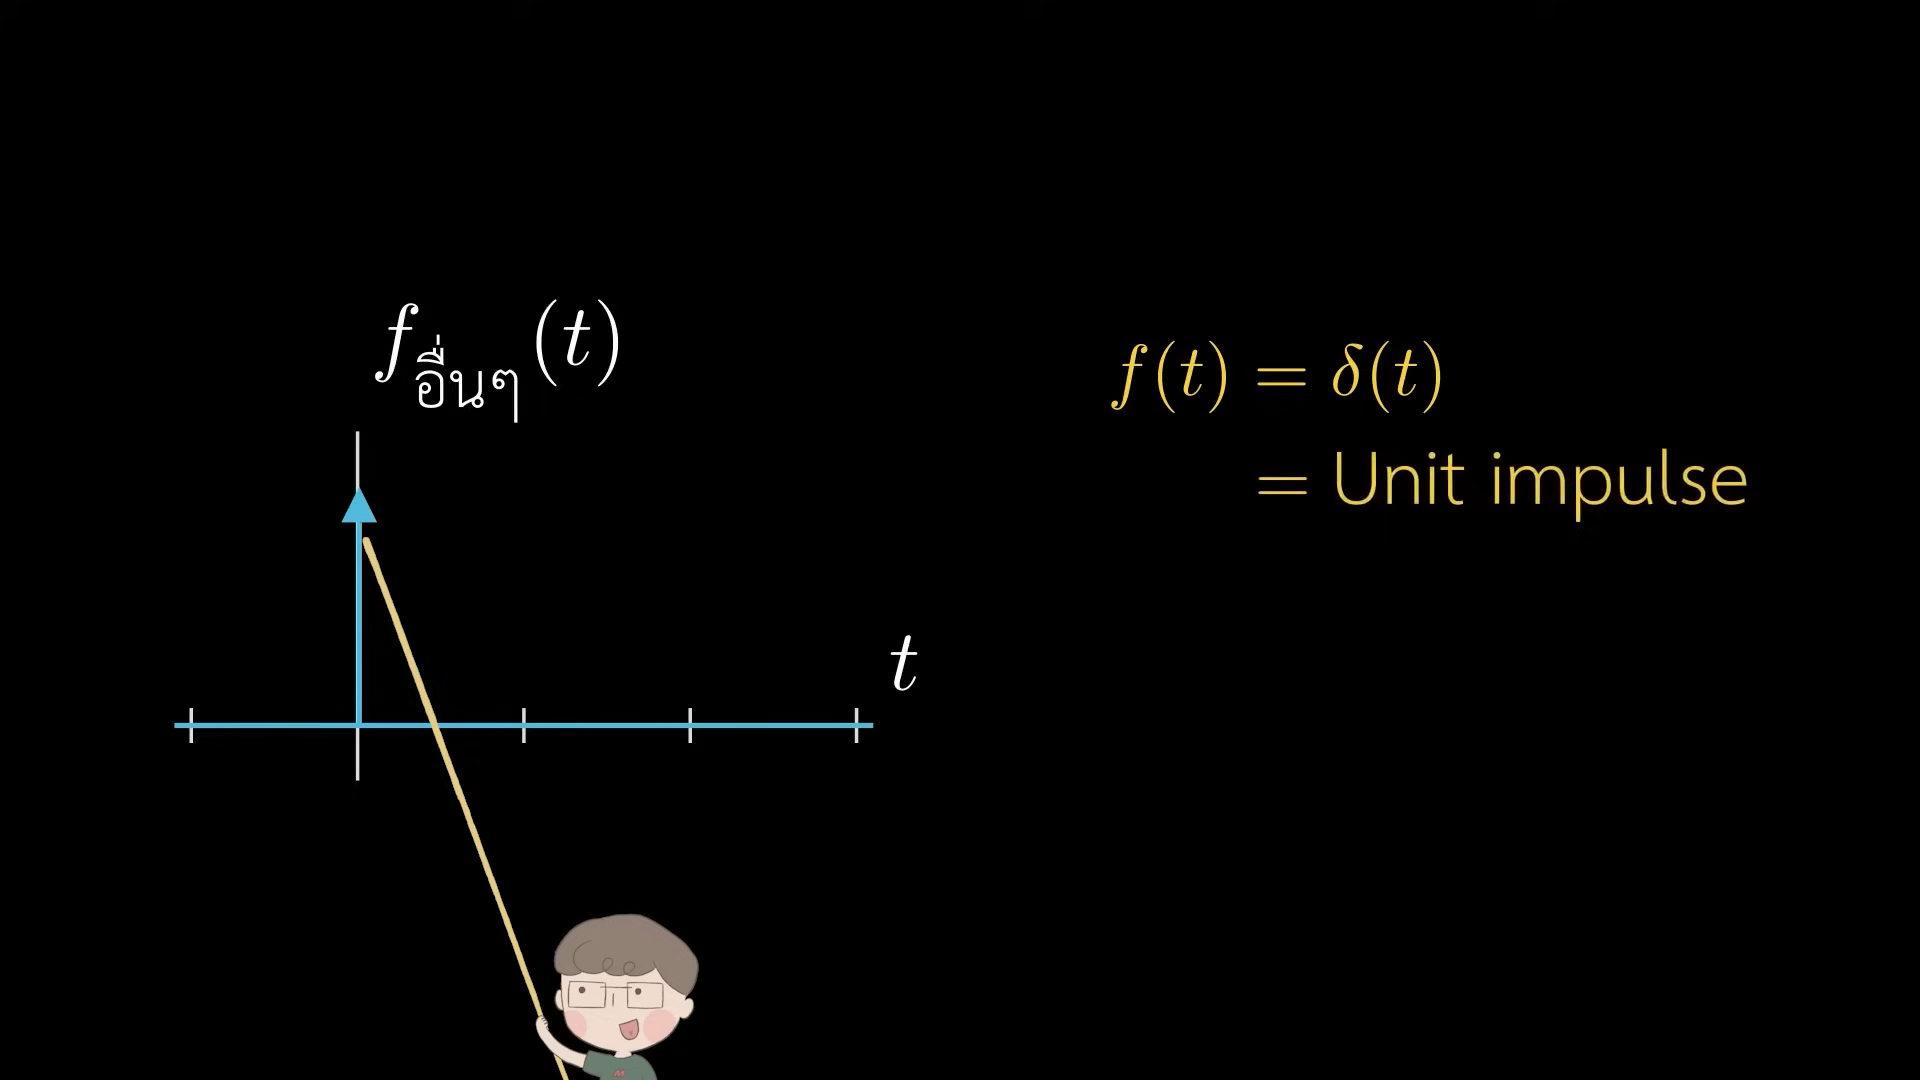 f_อื่นๆ(t)
f(t) = δ(t)
= Unit impulse
t